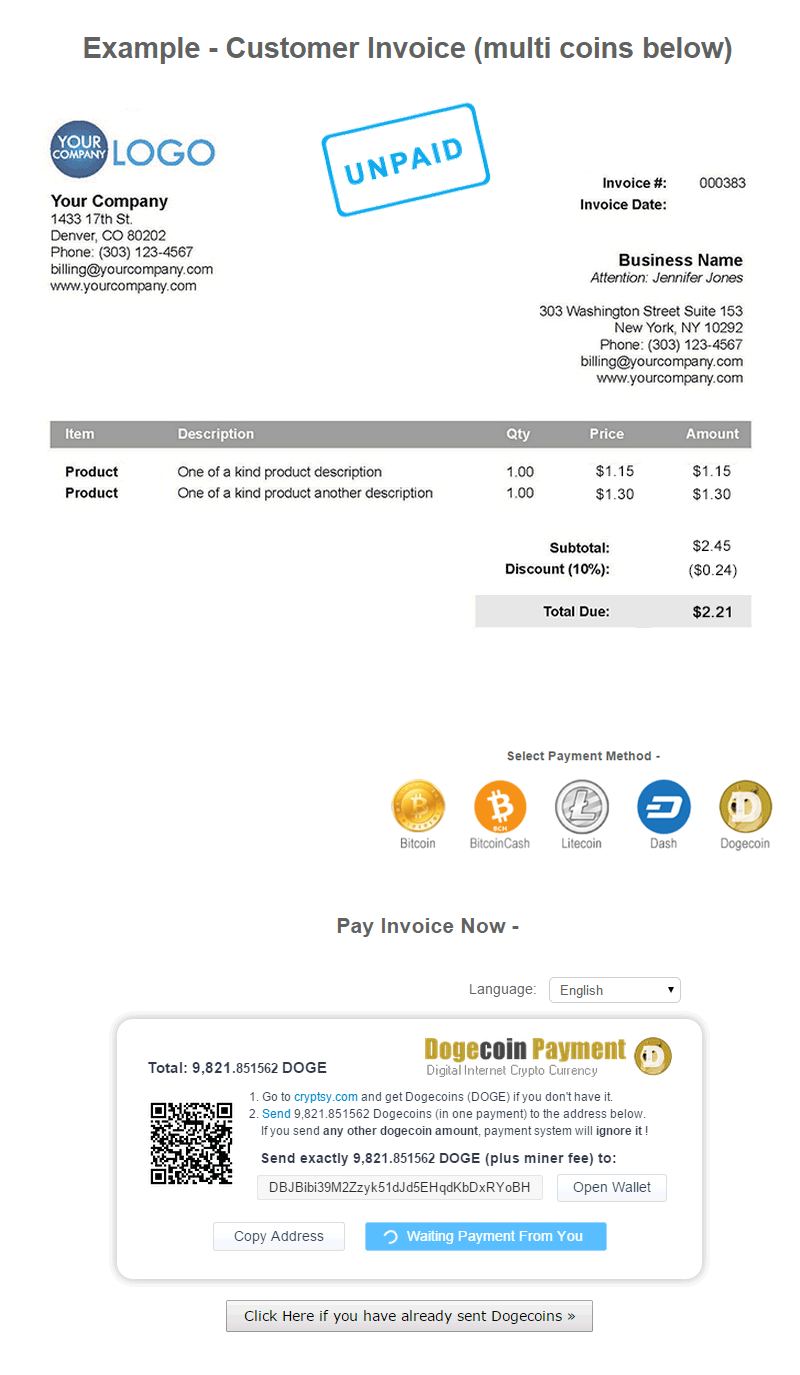 Example - Customer Invoice (multi coins below)
YOUR COMPANY LOGO
UNPAID
Invoice #: 000383
Invoice Date:
Your Company
1433 17th St.
Denver, CO 80202
Phone: (303) 123-4567
billing@yourcompany.com
www.yourcompany.com
Business Name
Attention: Jennifer Jones
303 Washington Street Suite 153
New York, NY 10292
Phone: (303) 123-4567
billing@yourcompany.com
www.yourcompany.com
Item Description Qty Price Amount
Product One of a kind product description 1.00 $1.15 $1.15
Product One of a kind product another description 1.00 $1.30 $1.30
Subtotal: $2.45
Discount (10%): ($0.24)
Total Due: $2.21
Select Payment Method -
BCH
Bitcoin BitcoinCash Litecoin Dash Dogecoin
Pay Invoice Now -
Language: English
Dogecoin Payment
Digital Internet Crypto Currency
Total: 9,821.851562 DOGE
1. Go to cryptsy.com and get Dogecoins (DOGE) if you don't have it.
2. Send 9,821.851562 Dogecoins (in one payment) to the address below.
If you send any other dogecoin amount, payment system will ignore it !
Send exactly 9,821.851562 DOGE (plus miner fee) to:
DBJBibi39M2Zzyk51dJd5EHqdKbDxRYoBH Open Wallet
Copy Address Waiting Payment From You
Click Here if you have already sent Dogecoins »